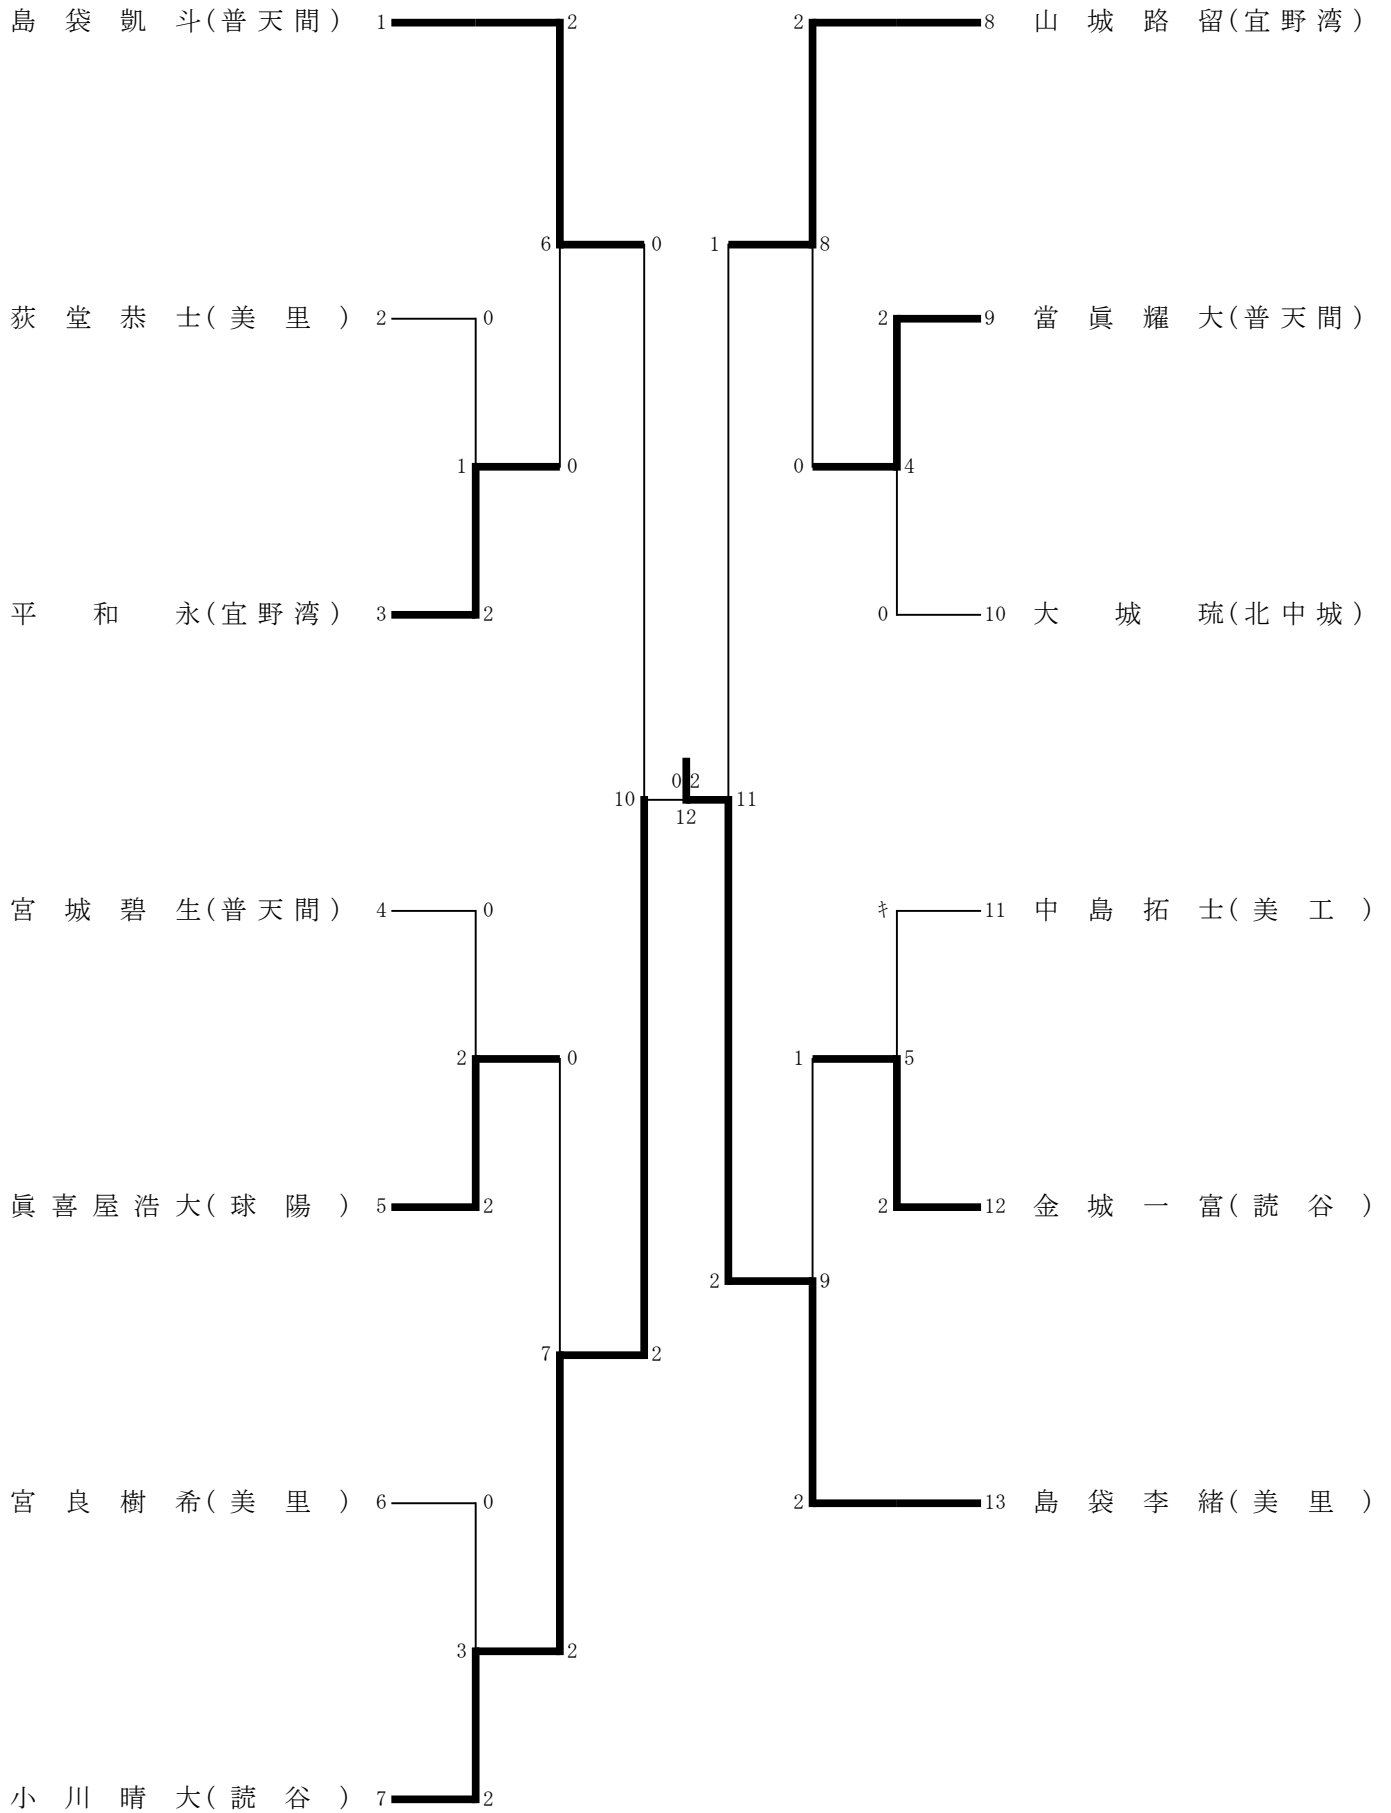 島袋凱斗(普天間) 1 2 2 8 山城路留(宜野湾)
6 0 1 8
荻堂恭士(美里) 2 0 2 9 當眞耀大(普天間)
1 0 0 4
平和永(宜野湾) 3 2 0 10 大城琉(北中城)
0 2
10 11
12
宮城碧生(普天間) 4 0 ｷ 11 中島拓士(美工)
2 0 1 5
眞喜屋浩大(球陽) 5 2 2 12 金城一富(読谷)
2 9
7 2
宮良樹希(美里) 6 0 2 13 島袋李緒(美里)
3 2
小川晴大(読谷) 7 2